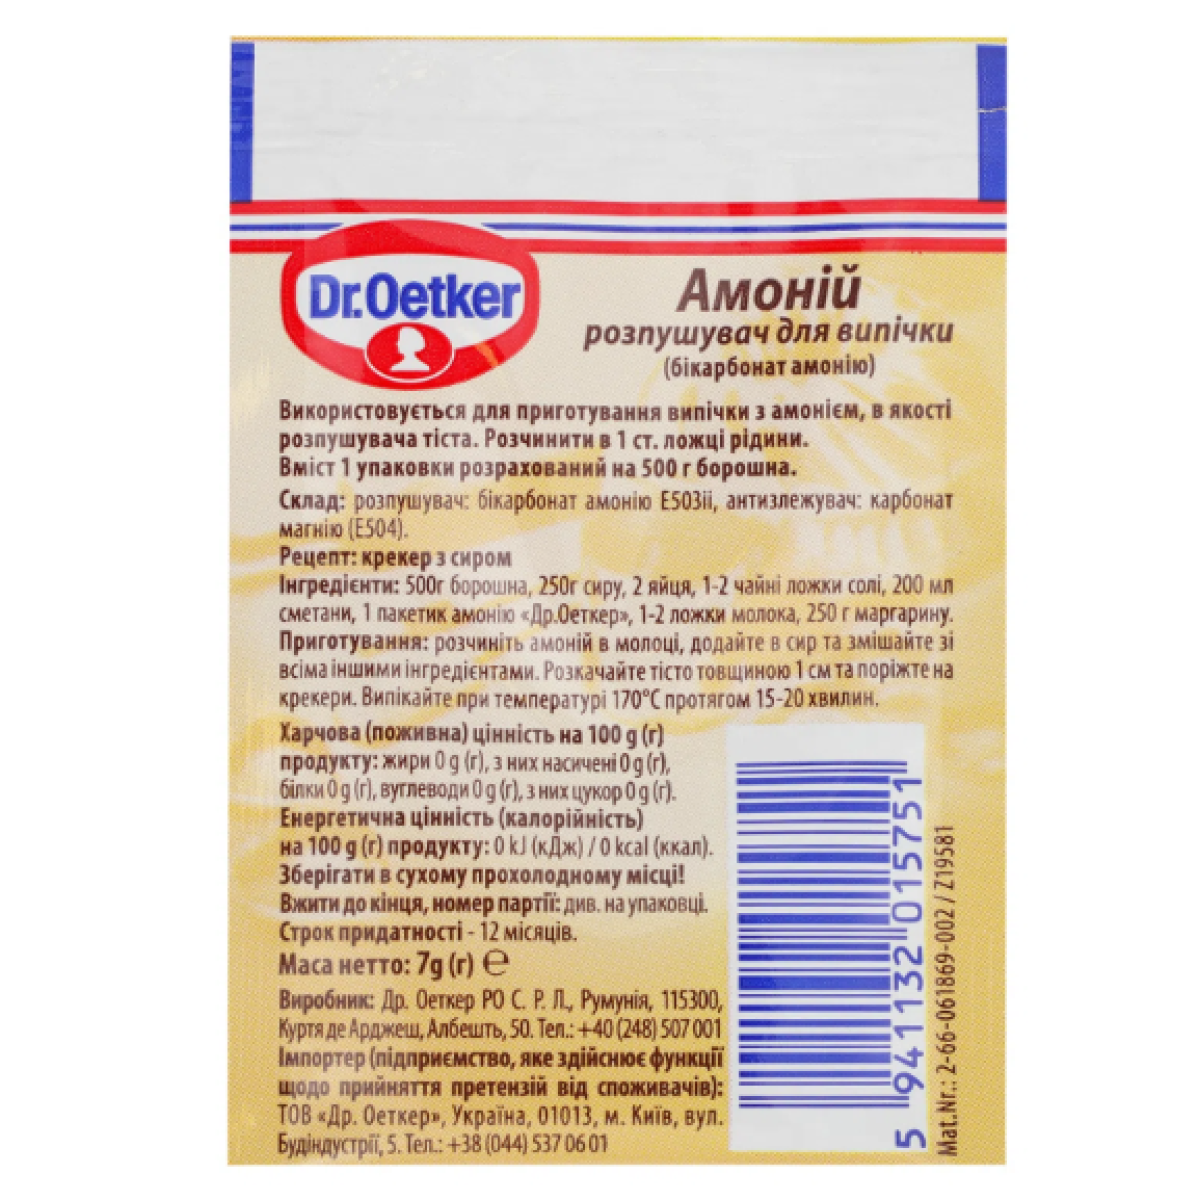 Dr.Oetker
Амоній
розпушувач для випічки
(бікарбонат амонію)
Використовується для приготування випічки з амонієм, в якості
розпушувача тіста. Розчинити в 1 ст. ложці рідини.
Вміст 1 упаковки розрахований на 500 г борошна.
Склад: розпушувач: бікарбонат амонію Е503іі, антизлежувач: карбонат
магнію (Е504).
Рецепт: крекер з сиром
Інгредієнти: 500г борошна, 250г сиру, 2 яйця, 1-2 чайні ложки солі, 200 мл
сметани, 1 пакетик амонію «Др.Оеткер», 1-2 ложки молока, 250 г маргарину.
Приготування: розчиніть амоній в молоці, додайте в сир та змішайте зі
всіма іншими інгредієнтами. Розкачайте тісто товщиною 1 см та поріжте на
крекери. Випікайте при температурі 170°С протягом 15-20 хвилин.
Харчова (поживна) цінність на 100 g (г)
продукту: жири 0 g (г), з них насичені 0 g (г),
білки 0 g (г), вуглеводи 0 g (г), з них цукор 0 g (г).
Енергетична цінність (калорійність)
на 100 g (г) продукту: 0 kJ (кДж) / 0 kcal (ккал).
Зберігати в сухому прохолодному місці!
Вжити до кінця, номер партії: див. на упаковці.
Строк придатності - 12 місяців.
Маса нетто: 7g (г) ℮
Виробник: Др. Оеткер РО С. Р. Л., Румунія, 115300,
Куртя де Арджеш, Албешть, 50. Тел.: +40 (248) 507 001
Імпортер (підприємство, яке здійснює функції
щодо прийняття претензій від споживачів):
ТОВ «Др. Оеткер», Україна, 01013, м. Київ, вул.
Будіндустрії, 5. Тел.: +38 (044) 537 06 01
5 941132 015751
Mat.Nr.: 2-66-061869-002 / Z19581